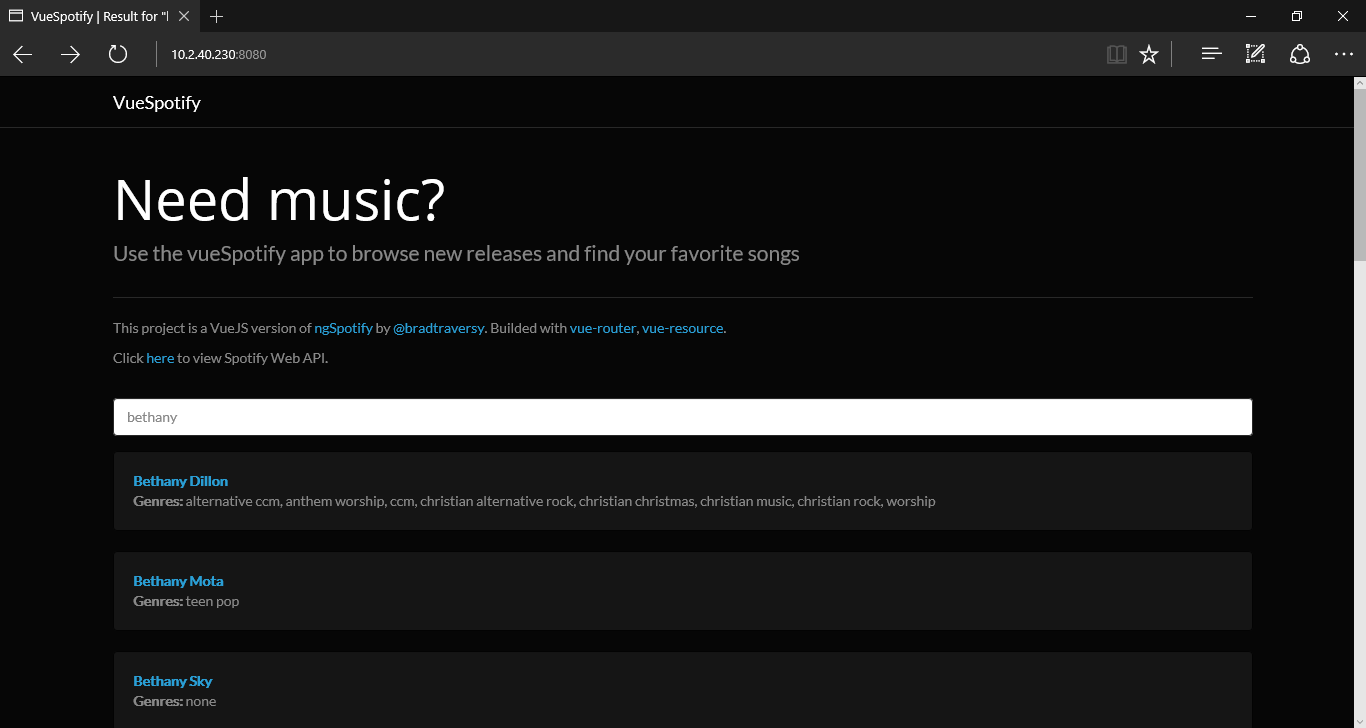 VueSpotify | Result for "
10.2.40.230:8080
VueSpotify
Need music?
Use the vueSpotify app to browse new releases and find your favorite songs
This project is a VueJS version of ngSpotify by @bradtraversy. Builded with vue-router, vue-resource.
Click here to view Spotify Web API.
bethany
Bethany Dillon
Genres: alternative ccm, anthem worship, ccm, christian alternative rock, christian christmas, christian music, christian rock, worship
Bethany Mota
Genres: teen pop
Bethany Sky
Genres: none